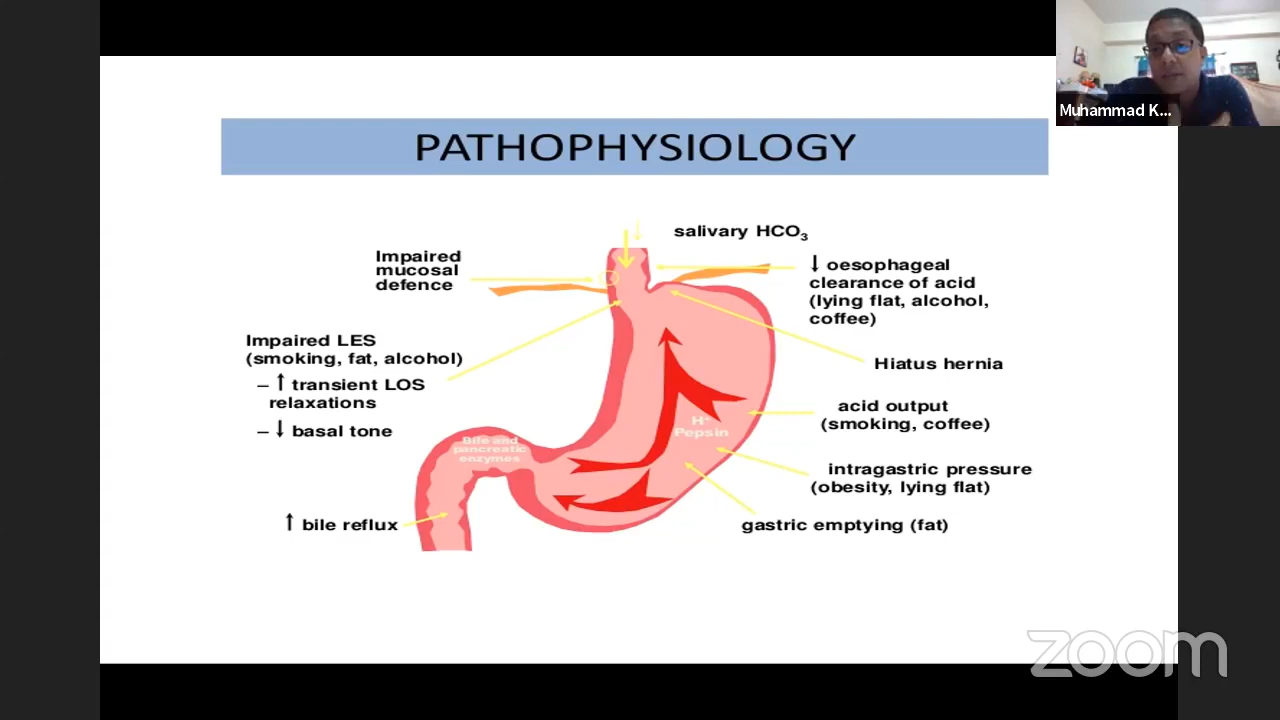 Muhammad K...
PATHOPHYSIOLOGY
salivary HCO3
Impaired
mucosal
defence
↓ oesophageal
clearance of acid
(lying flat, alcohol,
coffee)
Impaired LES
(smoking, fat, alcohol)
– ↑ transient LOS
relaxations
– ↓ basal tone
Hiatus hernia
acid output
(smoking, coffee)
H+
Pepsin
Bile and
pancreatic
enzymes
intragastric pressure
(obesity, lying flat)
↑ bile reflux
gastric emptying (fat)
zoom